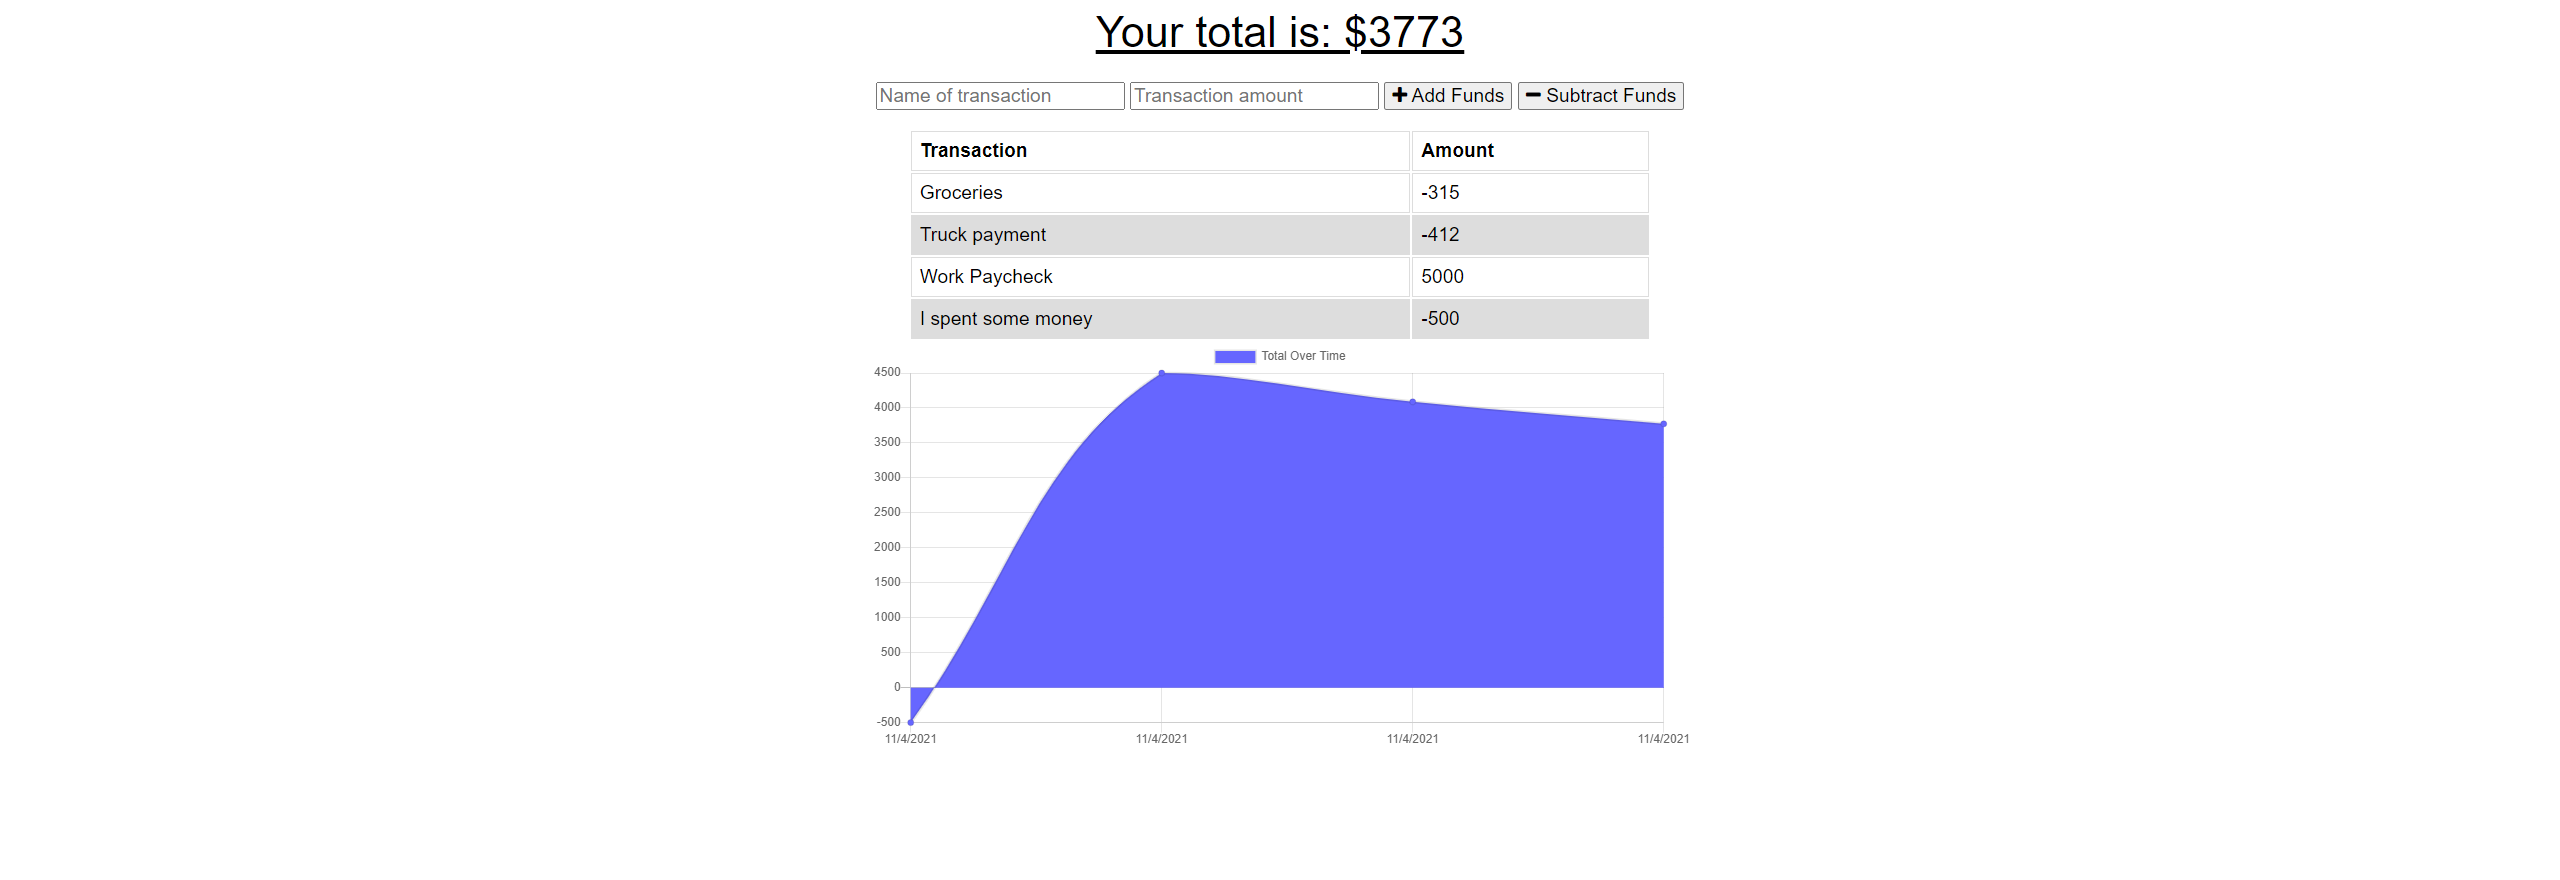 Your total is: $3773
Name of transaction Transaction amount Add Funds Subtract Funds
Transaction Amount
Groceries -315
Truck payment -412
Work Paycheck 5000
I spent some money -500
Total Over Time
4500
4000
3500
3000
2500
2000
1500
1000
500
0
-500
11/4/2021 11/4/2021 11/4/2021 11/4/2021